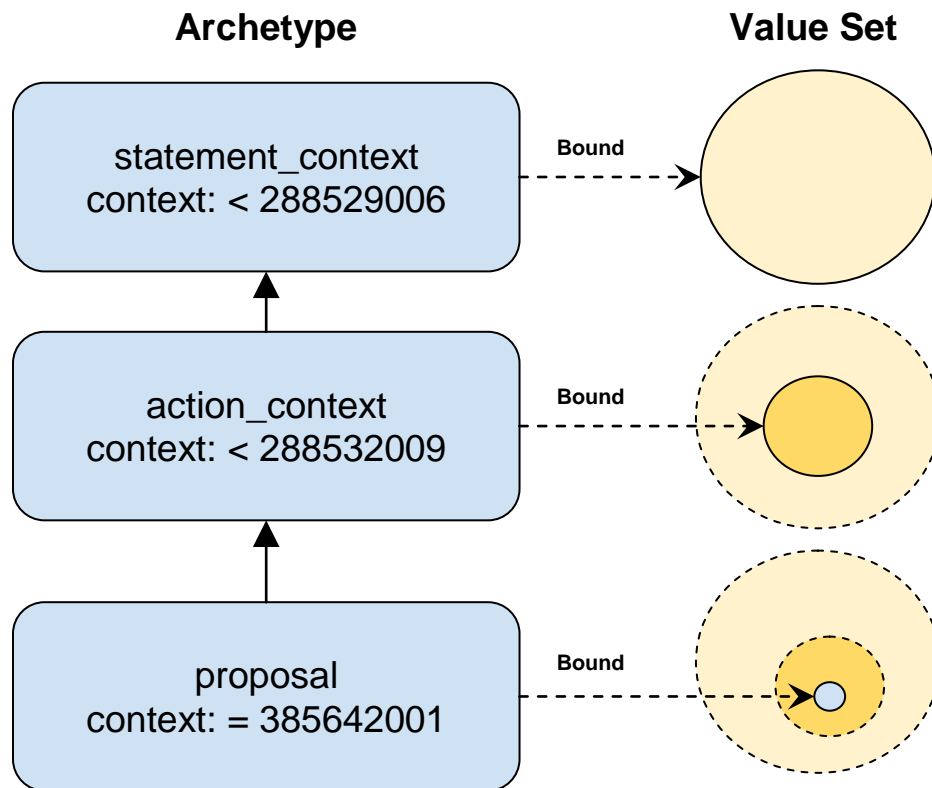 Archetype
Value Set
statement_context
context: < 288529006
Bound
action_context
context: < 288532009
Bound
proposal
context: = 385642001
Bound